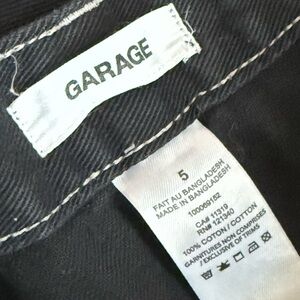 GARAGE
5
FAIT AU BANGLADESH
MADE IN BANGLADESH
100069152
CA# 11319
RN# 121340
100% COTTON / COTON
GARNITURES NON COMPRISES
/ EXCLUSIVE OF TRIMS